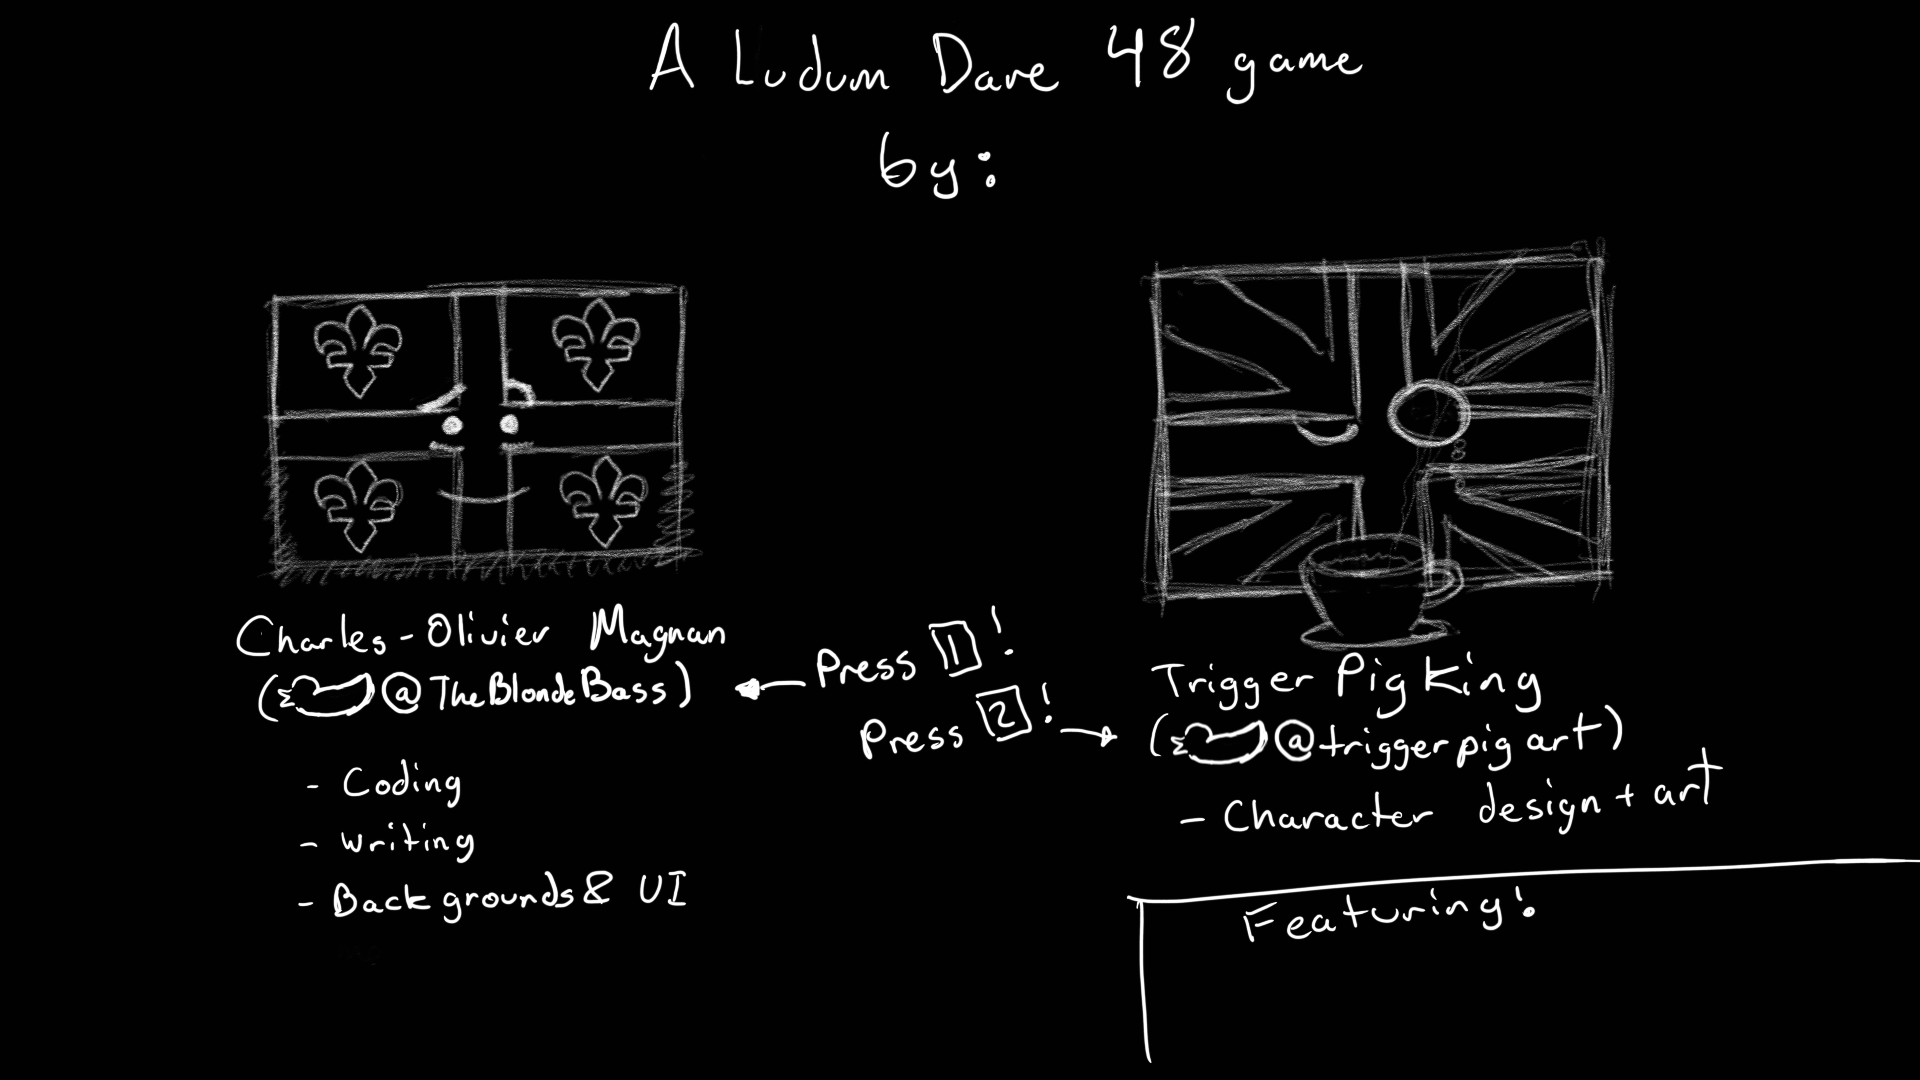 A Ludum Dare 48 game
by:
Charles-Olivier Magnan
(@TheBlondeBass)
Press 1!
Press 2!
- Coding
- Writing
- Backgrounds & UI
Trigger Pig King
(@triggerpigart)
- Character design + art
Featuring!